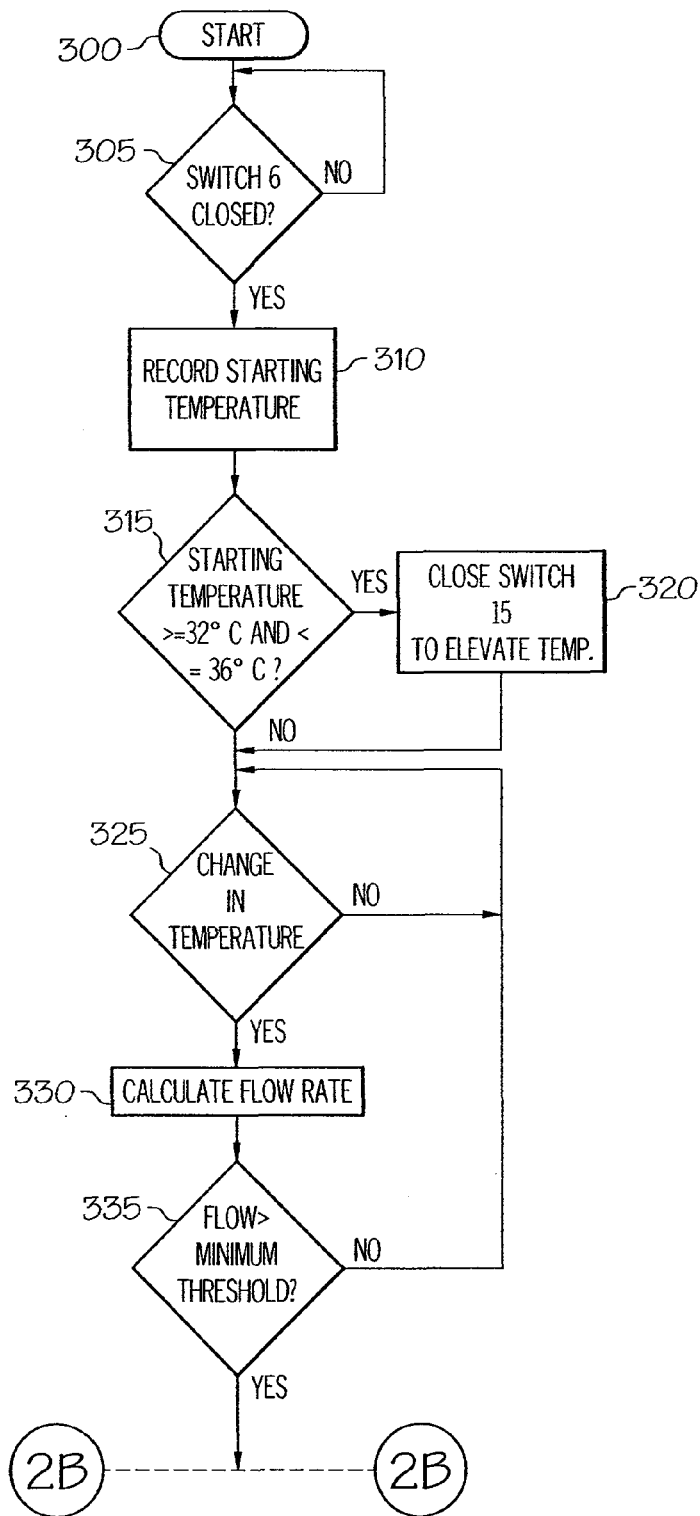 START
300
305
SWITCH 6
CLOSED?
NO
YES
RECORD STARTING
TEMPERATURE
310
315
STARTING
TEMPERATURE
>=32° C AND <
= 36° C ?
YES
CLOSE SWITCH
15
TO ELEVATE TEMP.
320
NO
325
CHANGE
IN
TEMPERATURE
NO
YES
330
CALCULATE FLOW RATE
335
FLOW>
MINIMUM
THRESHOLD?
NO
YES
2B
2B